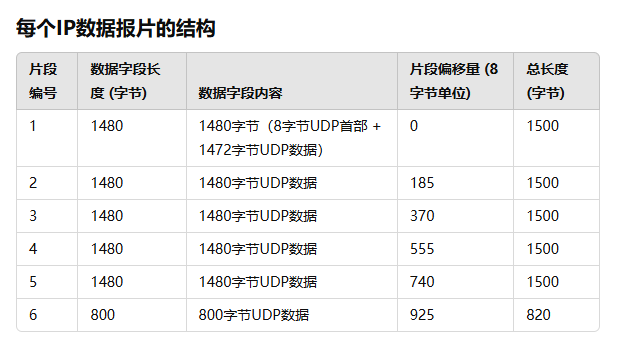 每个IP数据报片的结构
片段编号 数据字段长度 (字节) 数据字段内容 片段偏移量 (8字节单位) 总长度 (字节)
1 1480 1480字节（8字节UDP首部 + 1472字节UDP数据） 0 1500
2 1480 1480字节UDP数据 185 1500
3 1480 1480字节UDP数据 370 1500
4 1480 1480字节UDP数据 555 1500
5 1480 1480字节UDP数据 740 1500
6 800 800字节UDP数据 925 820